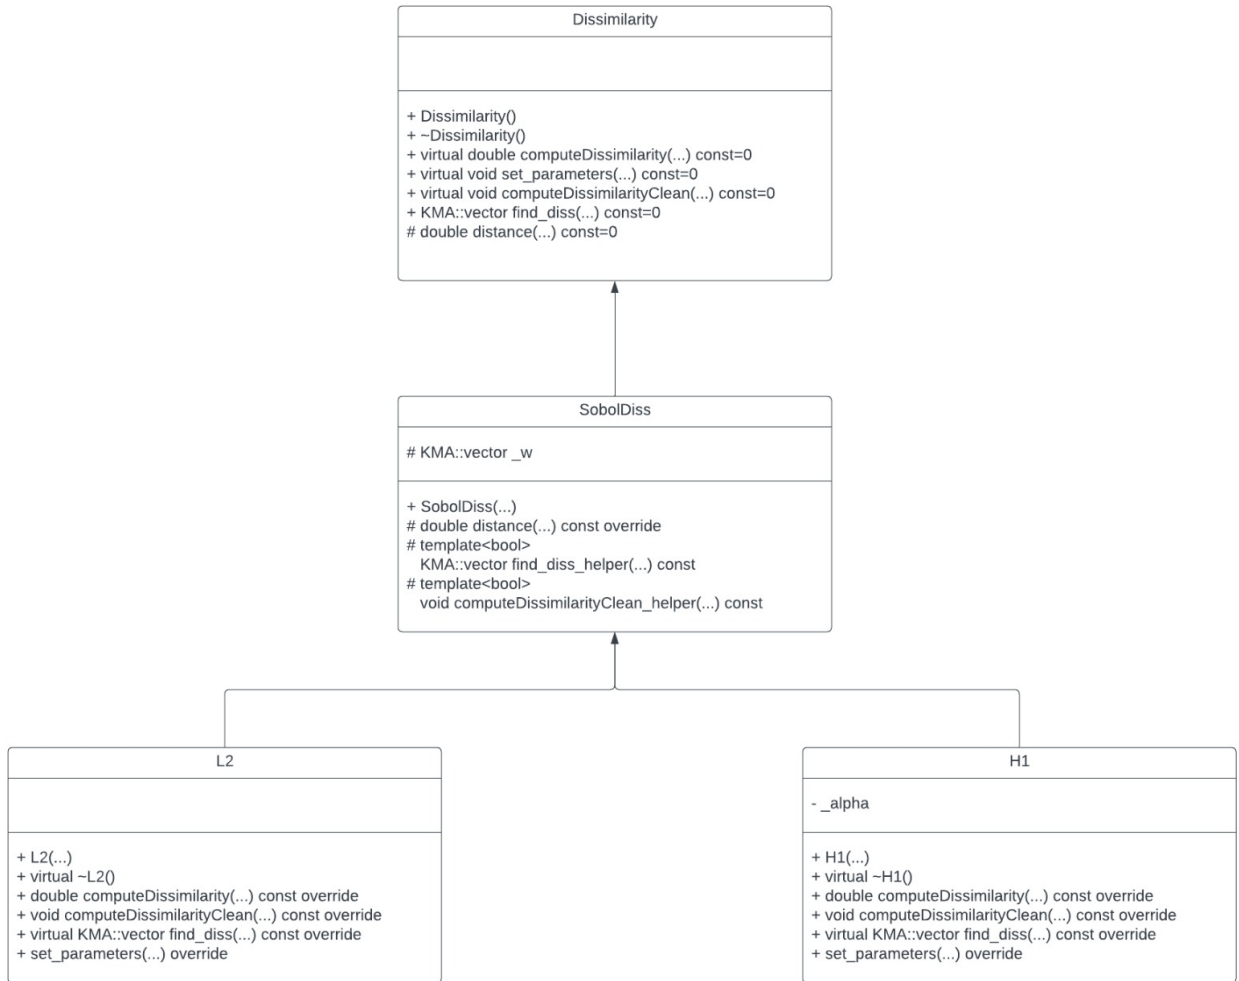 Dissimilarity
+ Dissimilarity()
+ ~Dissimilarity()
+ virtual double computeDissimilarity(...) const=0
+ virtual void set_parameters(...) const=0
+ virtual void computeDissimilarityClean(...) const=0
+ KMA::vector find_diss(...) const=0
# double distance(...) const=0
SobolDiss
# KMA::vector _w
+ SobolDiss(...)
# double distance(...) const override
# template<bool>
KMA::vector find_diss_helper(...) const
# template<bool>
void computeDissimilarityClean_helper(...) const
L2
+ L2(...)
+ virtual ~L2()
+ double computeDissimilarity(...) const override
+ void computeDissimilarityClean(...) const override
+ virtual KMA::vector find_diss(...) const override
+ set_parameters(...) override
H1
- _alpha
+ H1(...)
+ virtual ~H1()
+ double computeDissimilarity(...) const override
+ void computeDissimilarityClean(...) const override
+ virtual KMA::vector find_diss(...) const override
+ set_parameters(...) override